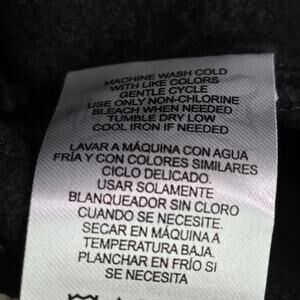 MACHINE WASH COLD
WITH LIKE COLORS
GENTLE CYCLE
USE ONLY NON-CHLORINE
BLEACH WHEN NEEDED
TUMBLE DRY LOW
COOL IRON IF NEEDED
LAVAR A MÁQUINA CON AGUA
FRÍA Y CON COLORES SIMILARES
CICLO DELICADO.
USAR SOLAMENTE
BLANQUEADOR SIN CLORO
CUANDO SE NECESITE.
SECAR EN MÁQUINA A
TEMPERATURA BAJA.
PLANCHAR EN FRÍO SI
SE NECESITA